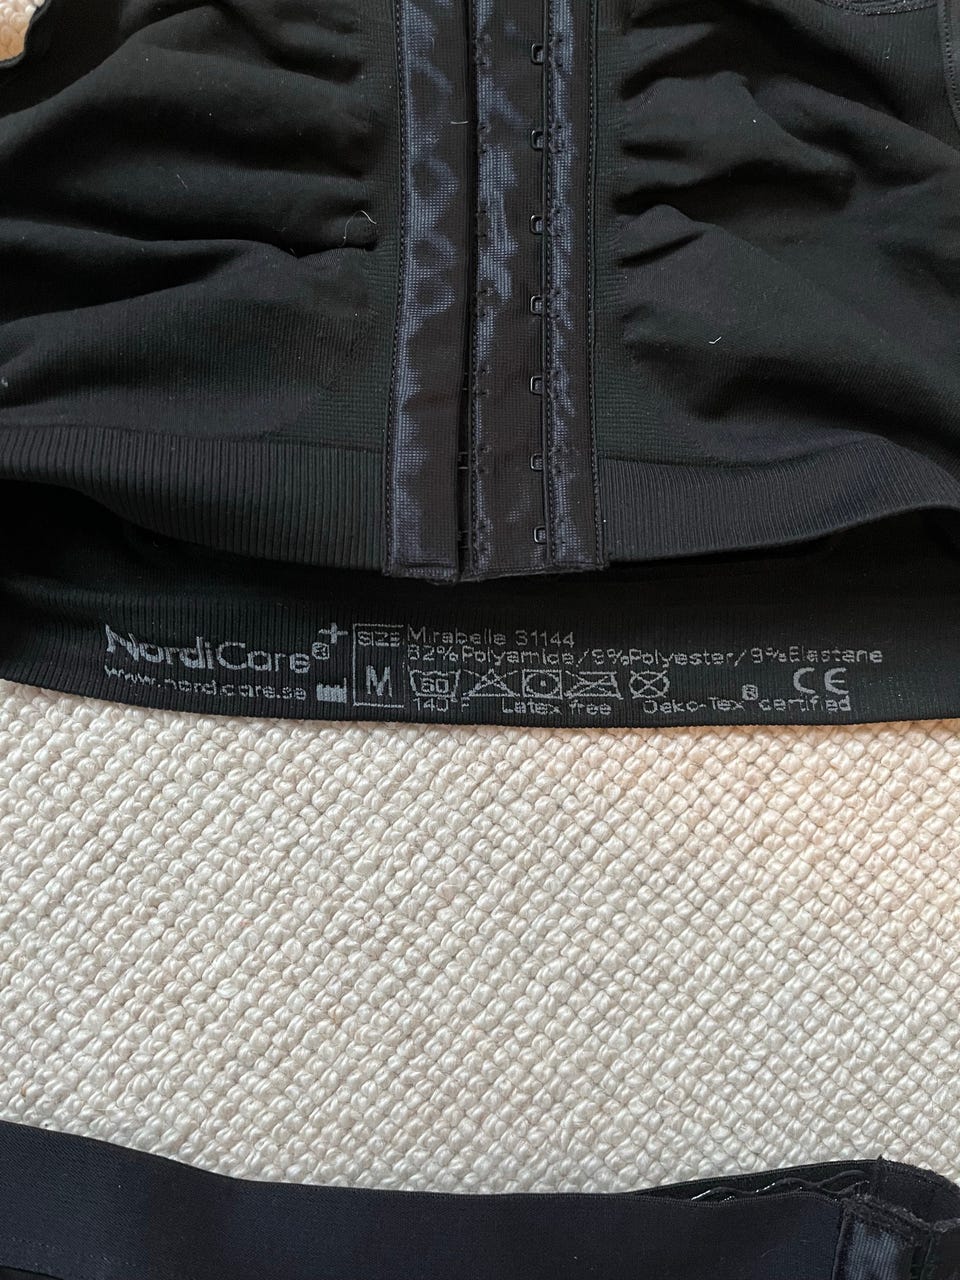 NordiCare®+
www.nordicare.se
SIZE
M
Mirabelle 31144
82%Polyamide/9%Polyester/9%Elastane
60
CE
140°F Latex free Oeko-Tex® certified